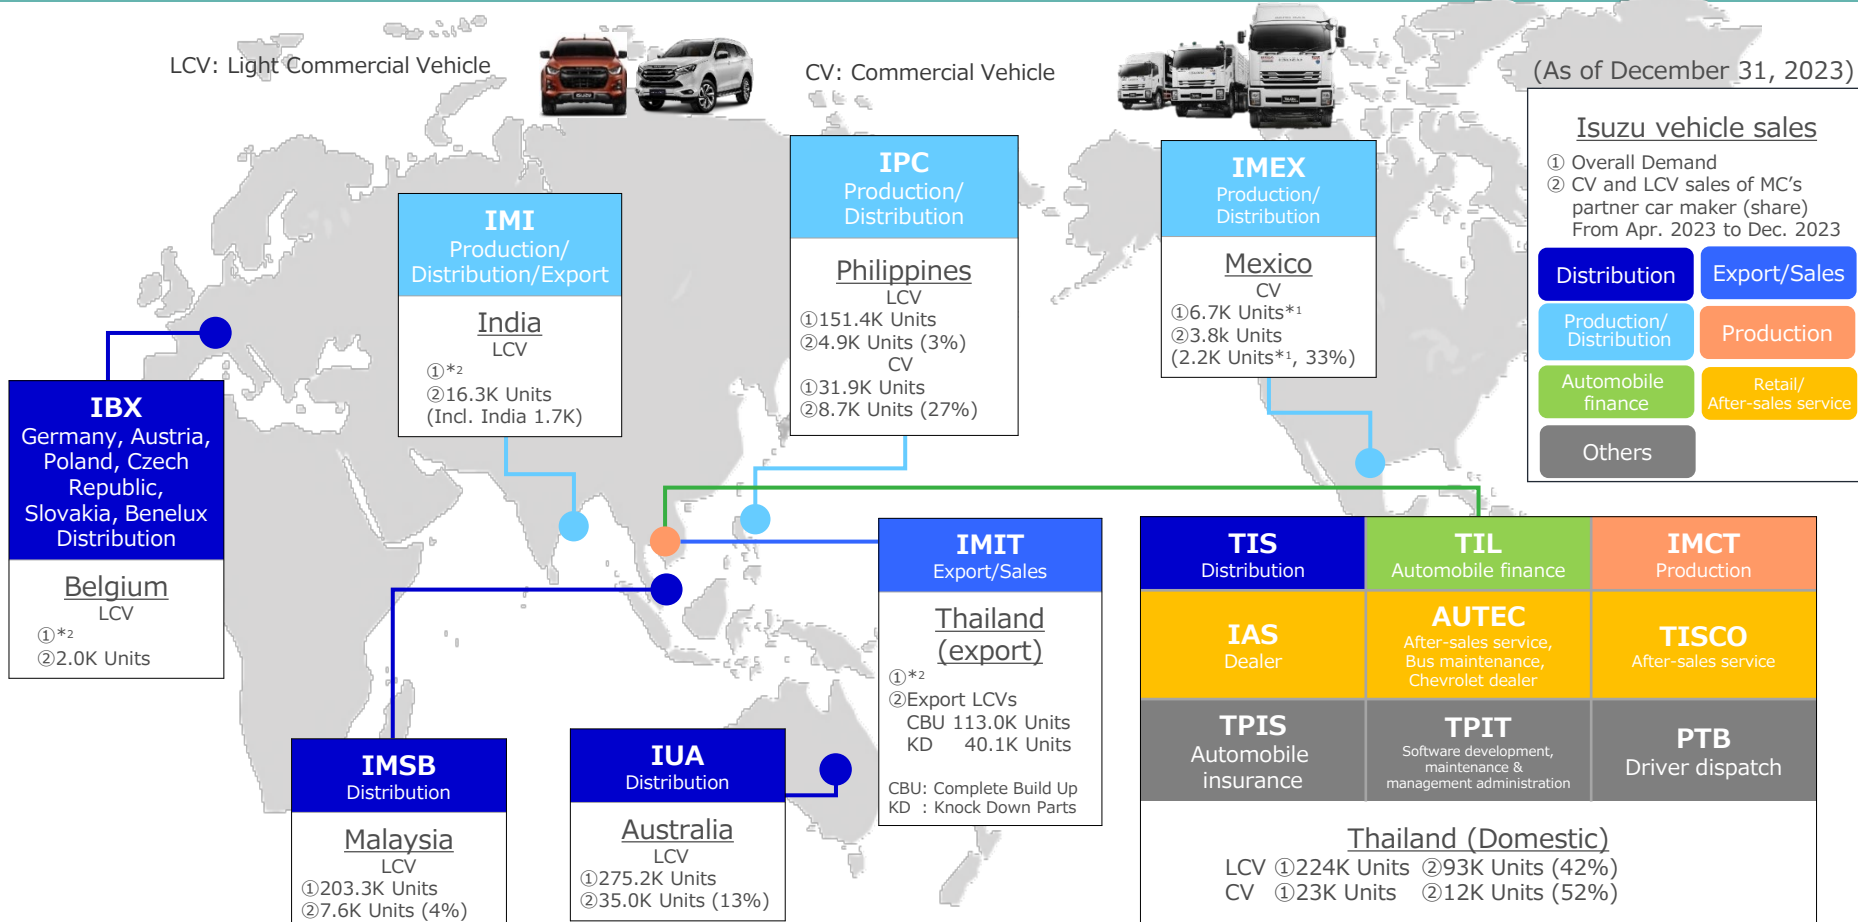 LCV: Light Commercial Vehicle
CV: Commercial Vehicle
(As of December 31, 2023)
Isuzu vehicle sales
① Overall Demand
② CV and LCV sales of MC's
partner car maker (share)
From Apr. 2023 to Dec. 2023
Distribution
Export/Sales
Production/
Distribution
Production
Automobile
finance
Retail/
After-sales service
Others
IMI
Production/
Distribution/Export
India
LCV
①*2
②16.3K Units
(Incl. India 1.7K)
IPC
Production/
Distribution
Philippines
LCV
①151.4K Units
②4.9K Units (3%)
CV
①31.9K Units
②8.7K Units (27%)
IMEX
Production/
Distribution
Mexico
CV
①6.7K Units*1
②3.8k Units
(2.2K Units*1, 33%)
IBX
Germany, Austria,
Poland, Czech
Republic,
Slovakia, Benelux
Distribution
Belgium
LCV
①*2
②2.0K Units
IMSB
Distribution
Malaysia
LCV
①203.3K Units
②7.6K Units (4%)
IUA
Distribution
Australia
LCV
①275.2K Units
②35.0K Units (13%)
IMIT
Export/Sales
Thailand
(export)
①*2
②Export LCVs
CBU 113.0K Units
KD 40.1K Units
CBU: Complete Build Up
KD : Knock Down Parts
TIS
Distribution
TIL
Automobile finance
IMCT
Production
IAS
Dealer
AUTEC
After-sales service,
Bus maintenance,
Chevrolet dealer
TISCO
After-sales service
TPIS
Automobile
insurance
TPIT
Software development,
maintenance &
management administration
PTB
Driver dispatch
Thailand (Domestic)
LCV ①224K Units ②93K Units (42%)
CV ①23K Units ②12K Units (52%)